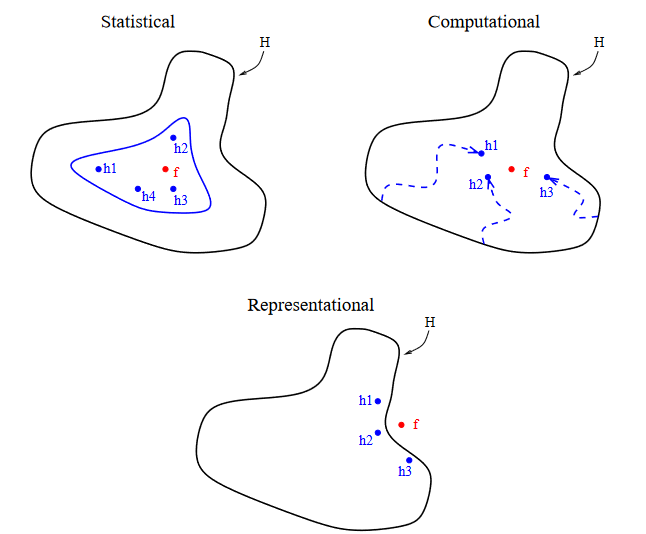 Statistical
H
h2
h1
f
h4
h3
Computational
H
h1
f
h2
h3
Representational
H
h1
f
h2
h3